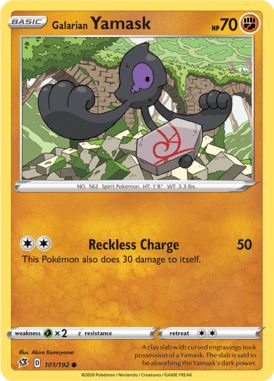 BASIC Galarian Yamask HP 70
NO. 562 Spirit Pokémon HT: 1'8" WT: 3.3 lbs.
Reckless Charge 50
This Pokémon also does 30 damage to itself.
weakness ×2 resistance retreat
Illus. Akira Komayama
D 101/192
©2020 Pokémon / Nintendo / Creatures / GAME FREAK
A clay slab with cursed engravings took
possession of a Yamask. The slab is said to
be absorbing the Yamask's dark power.